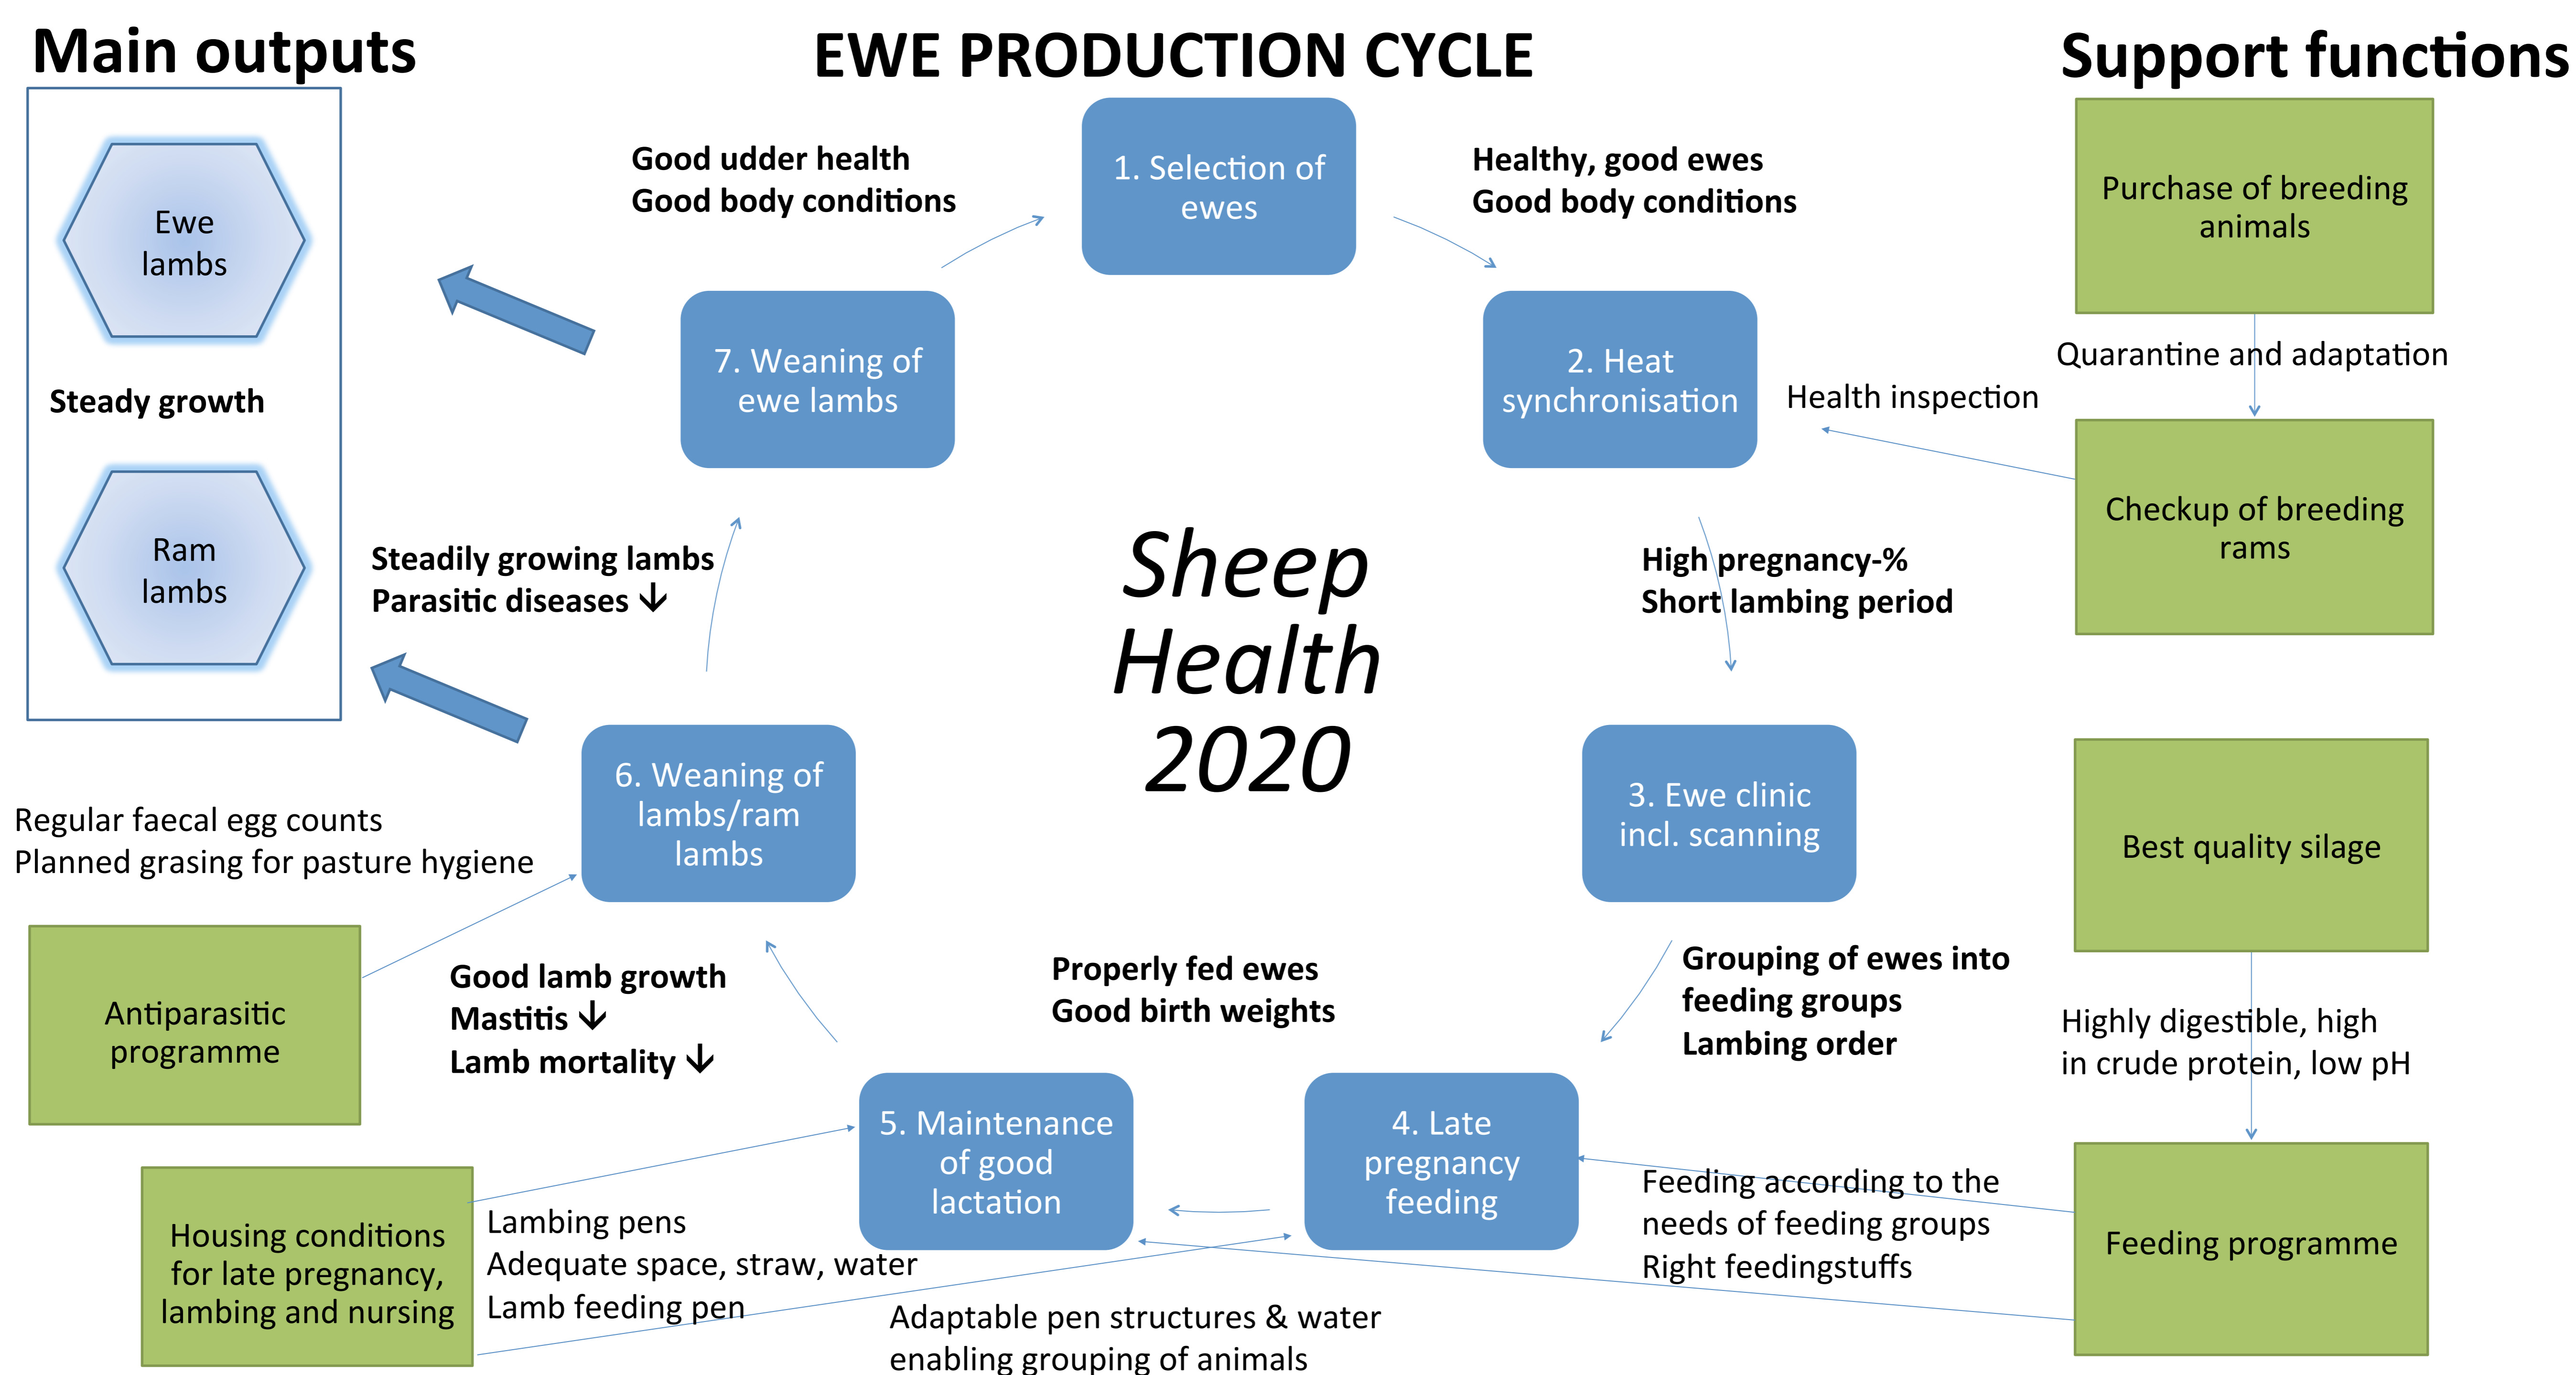 Main outputs
EWE PRODUCTION CYCLE
Support functions
Ewe
lambs
Steady growth
Ram
lambs
Good udder health
Good body conditions
1. Selection of
ewes
Healthy, good ewes
Good body conditions
Purchase of breeding
animals
Quarantine and adaptation
7. Weaning of
ewe lambs
2. Heat
synchronisation
Health inspection
Checkup of breeding
rams
Steadily growing lambs
Parasitic diseases ↓
Sheep
Health
2020
High pregnancy-%
Short lambing period
6. Weaning of
lambs/ram
lambs
3. Ewe clinic
incl. scanning
Best quality silage
Regular faecal egg counts
Planned grasing for pasture hygiene
Antiparasitic
programme
Good lamb growth
Mastitis ↓
Lamb mortality ↓
Properly fed ewes
Good birth weights
Grouping of ewes into
feeding groups
Lambing order
Highly digestible, high
in crude protein, low pH
5. Maintenance
of good
lactation
4. Late
pregnancy
feeding
Feeding according to the
needs of feeding groups
Right feedingstuffs
Feeding programme
Housing conditions
for late pregnancy,
lambing and nursing
Lambing pens
Adequate space, straw, water
Lamb feeding pen
Adaptable pen structures & water
enabling grouping of animals